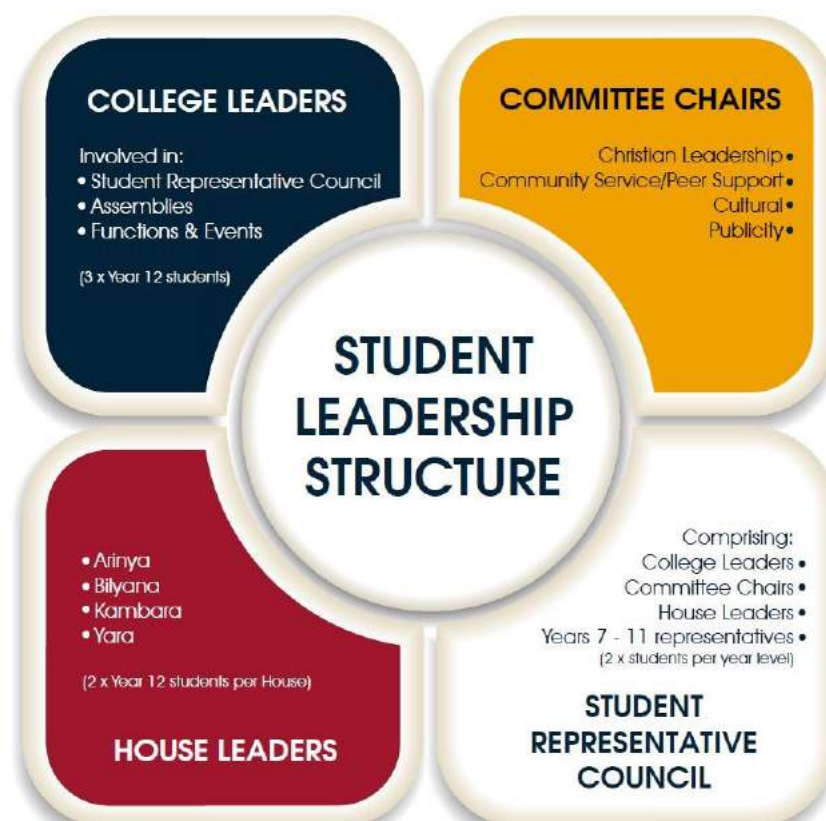 COLLEGE LEADERS
Involved in:
• Student Representative Council
• Assemblies
• Functions & Events
(3 x Year 12 students)
COMMITTEE CHAIRS
Christian Leadership •
Community Service/Peer Support •
Cultural •
Publicity •
STUDENT
LEADERSHIP
STRUCTURE
• Arinya
• Bilyana
• Kambara
• Yara
(2 x Year 12 students per House)
HOUSE LEADERS
Comprising:
College Leaders •
Committee Chairs •
House Leaders •
Years 7 - 11 representatives •
(2 x students per year level)
STUDENT
REPRESENTATIVE
COUNCIL